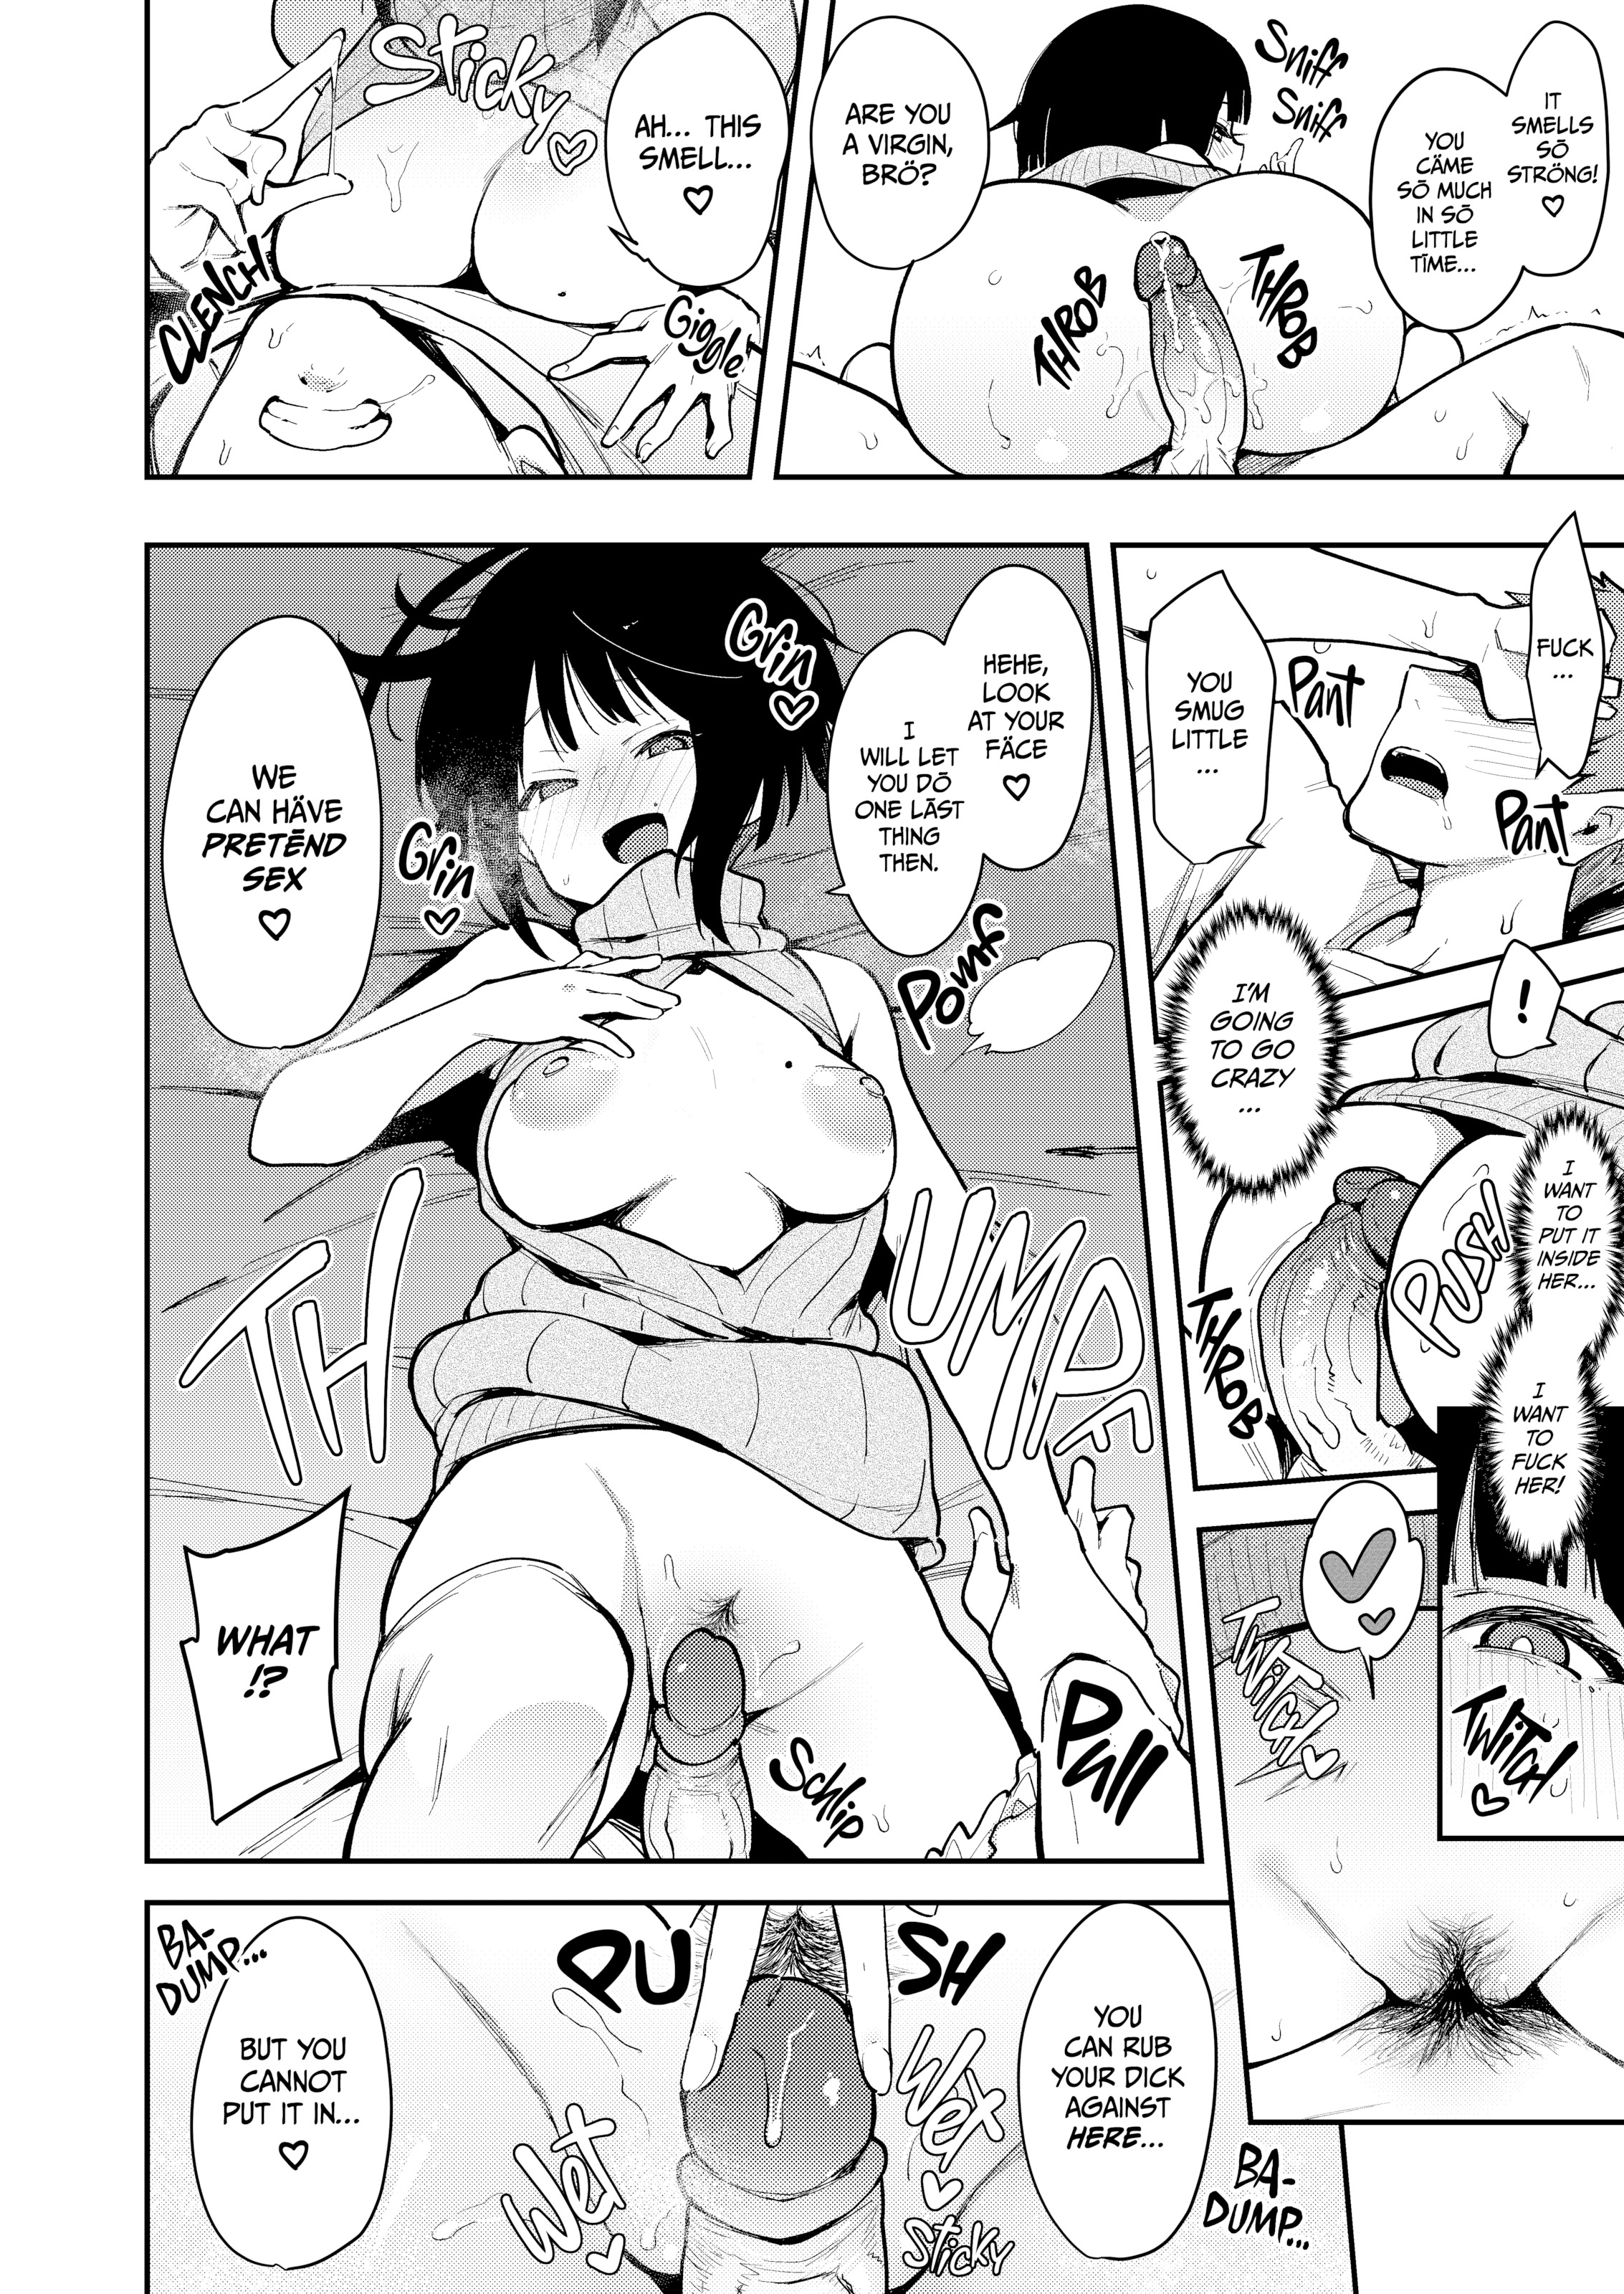 IT
SMELLS
SŌ
STRÖNG!
♡
YOU
CÄME
SŌ MUCH
IN SŌ
LITTLE
TĪME...
Sniff
Sniff
ARE YOU
A VIRGIN,
BRÖ?
THROB
THROB
AH... THIS
SMELL...
♡
Sticky♡
CLENCH
Giggle
FUCK
...
YOU
SMUG
LITTLE
...
Pant
Pant
I'M
GOING
TO GO
CRAZY
...
!
I
WANT
TO
PUT IT
INSIDE
HER...
I
WANT
TO
FUCK
HER!
PUSH
THROB
TWITCH♡
TWITCH♡
HEHE,
LOOK
AT YOUR
FÄCE
♡
I
WILL LET
YOU DŌ
ONE LĀST
THING
THEN.
Grin♡
Grin♡
POMF
WE
CAN HÄVE
PRETĒND
SEX
♡
THUMPF
WHAT
!?
Pull
Schlip
YOU
CAN RUB
YOUR DICK
AGAINST
HERE...
PUSH
BUT YOU
CANNOT
PUT IT IN...
♡
BA-
DUMP...
Wet♡
Wet♡
Sticky
BA-
DUMP...